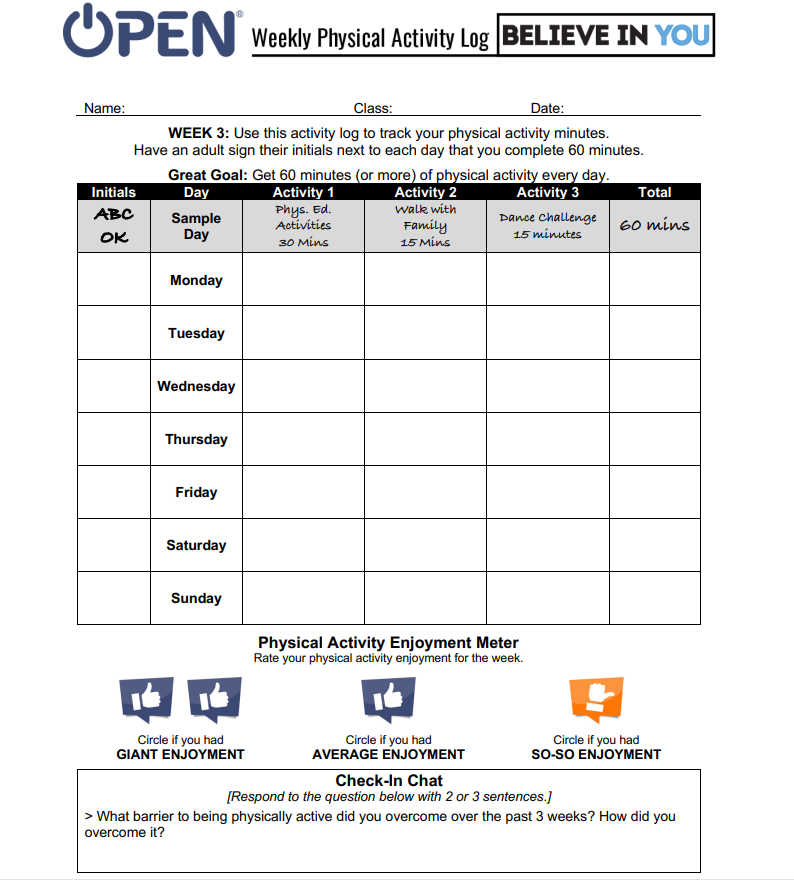 OPEN® Weekly Physical Activity Log BELIEVE IN YOU
Name: Class: Date:
WEEK 3: Use this activity log to track your physical activity minutes.
Have an adult sign their initials next to each day that you complete 60 minutes.
Great Goal: Get 60 minutes (or more) of physical activity every day.
Initials Day Activity 1 Activity 2 Activity 3 Total
ABC
OK
Sample
Day
Phys. Ed.
Activities
30 Mins
Walk with
Family
15 Mins
Dance Challenge
15 minutes
60 mins
Monday
Tuesday
Wednesday
Thursday
Friday
Saturday
Sunday
Physical Activity Enjoyment Meter
Rate your physical activity enjoyment for the week.
Circle if you had
GIANT ENJOYMENT
Circle if you had
AVERAGE ENJOYMENT
Circle if you had
SO-SO ENJOYMENT
Check-In Chat
[Respond to the question below with 2 or 3 sentences.]
> What barrier to being physically active did you overcome over the past 3 weeks? How did you
overcome it?